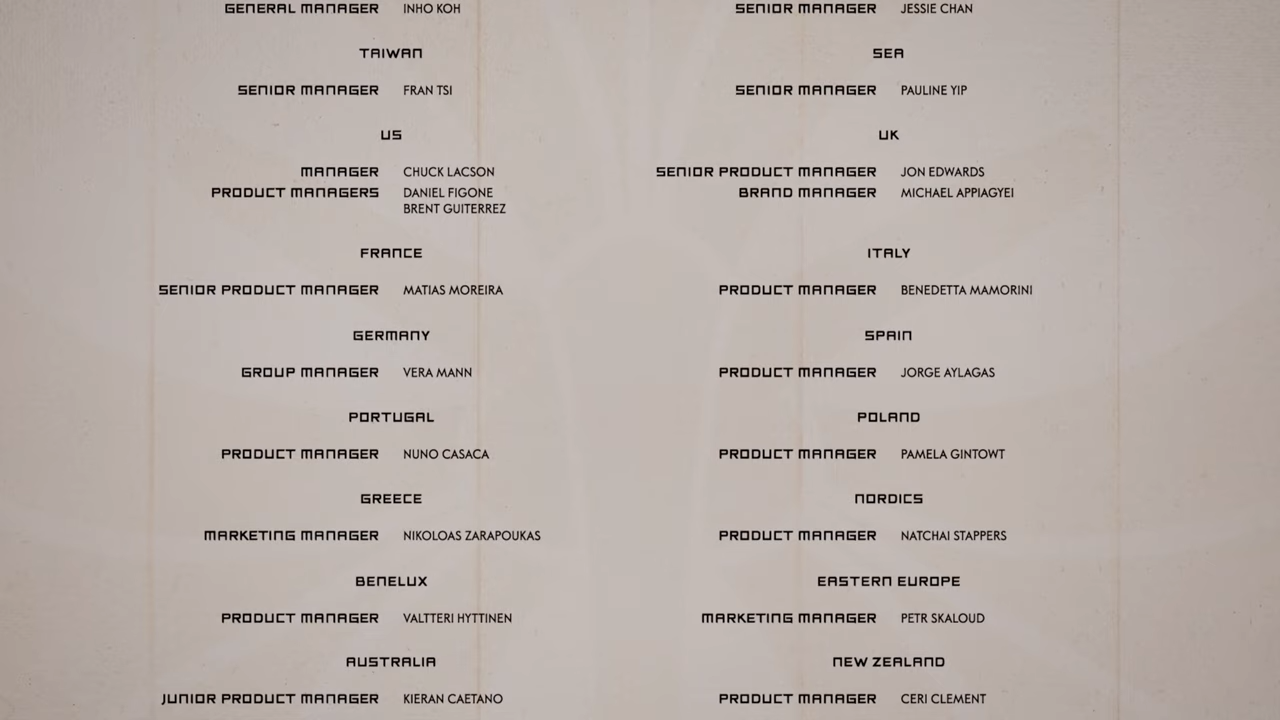 GENERAL MANAGER INHO KOH
SENIOR MANAGER JESSIE CHAN
TAIWAN
SENIOR MANAGER FRAN TSI
SEA
SENIOR MANAGER PAULINE YIP
US
MANAGER CHUCK LACSON
PRODUCT MANAGERS DANIEL FIGONE
BRENT GUITERREZ
UK
SENIOR PRODUCT MANAGER JON EDWARDS
BRAND MANAGER MICHAEL APPIAGYEI
FRANCE
SENIOR PRODUCT MANAGER MATIAS MOREIRA
ITALY
PRODUCT MANAGER BENEDETTA MAMORINI
GERMANY
GROUP MANAGER VERA MANN
SPAIN
PRODUCT MANAGER JORGE AYLAGAS
PORTUGAL
PRODUCT MANAGER NUNO CASACA
POLAND
PRODUCT MANAGER PAMELA GINTOWT
GREECE
MARKETING MANAGER NIKOLOAS ZARAPOUKAS
NORDICS
PRODUCT MANAGER NATCHAI STAPPERS
BENELUX
PRODUCT MANAGER VALTTERI HYTTINEN
EASTERN EUROPE
MARKETING MANAGER PETR SKALOUD
AUSTRALIA
JUNIOR PRODUCT MANAGER KIERAN CAETANO
NEW ZEALAND
PRODUCT MANAGER CERI CLEMENT